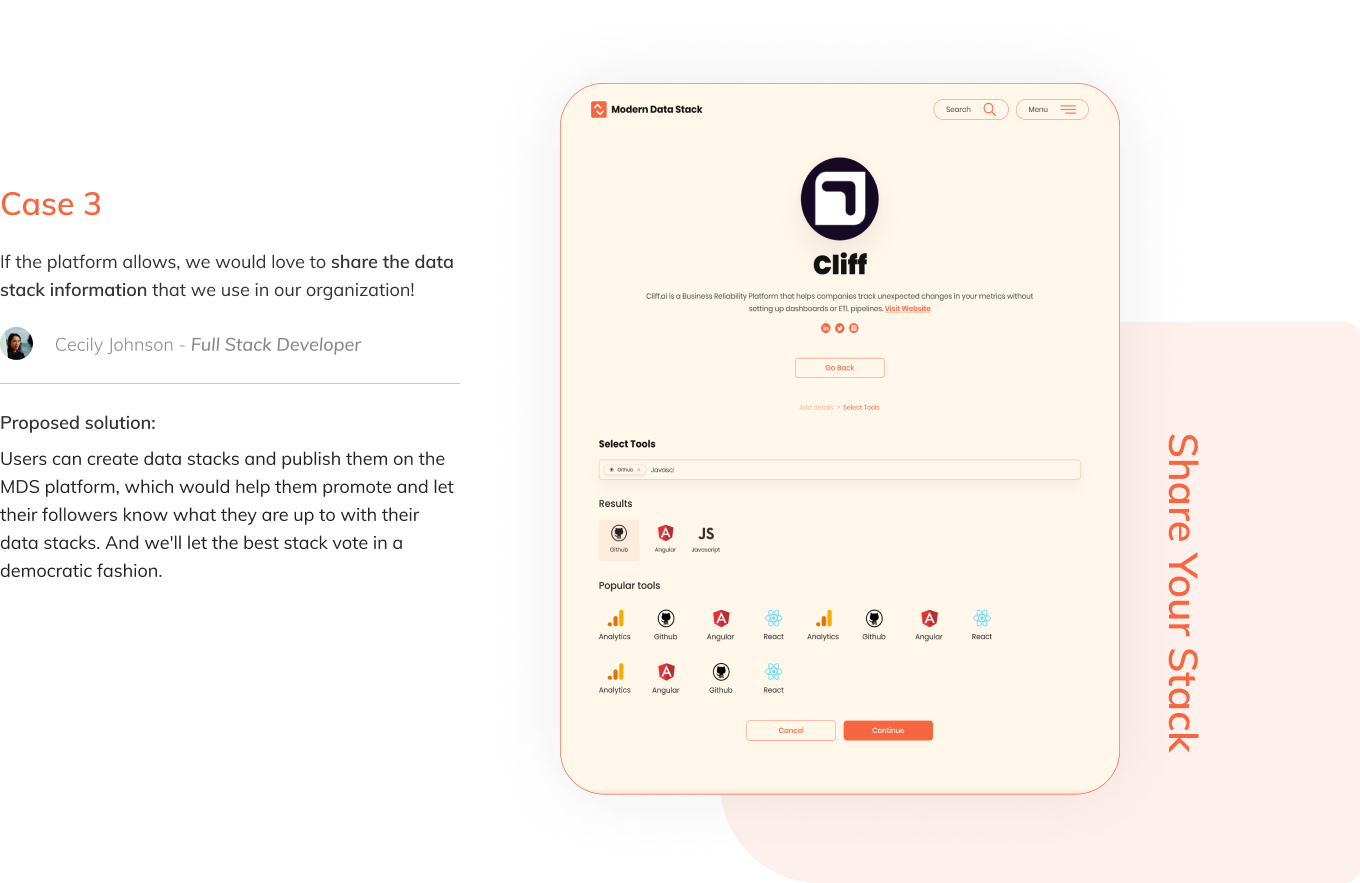 Case 3
If the platform allows, we would love to share the data
stack information that we use in our organization!
Cecily Johnson - Full Stack Developer
Proposed solution:
Users can create data stacks and publish them on the
MDS platform, which would help them promote and let
their followers know what they are up to with their
data stacks. And we'll let the best stack vote in a
democratic fashion.
Modern Data Stack
Search
Menu
Cliff
Cliff.ai is a Business Reliability Platform that helps companies track unexpected changes in your metrics without
setting up dashboards or ETL pipelines. Visit Website
in
Go Back
Add details > Select Tools
Select Tools
Github × Javasci
Results
JS
Github Angular Javascript
Popular tools
Analytics Github Angular React Analytics Github Angular React
Analytics Angular Github React
Cancel Continue
Share Your Stack